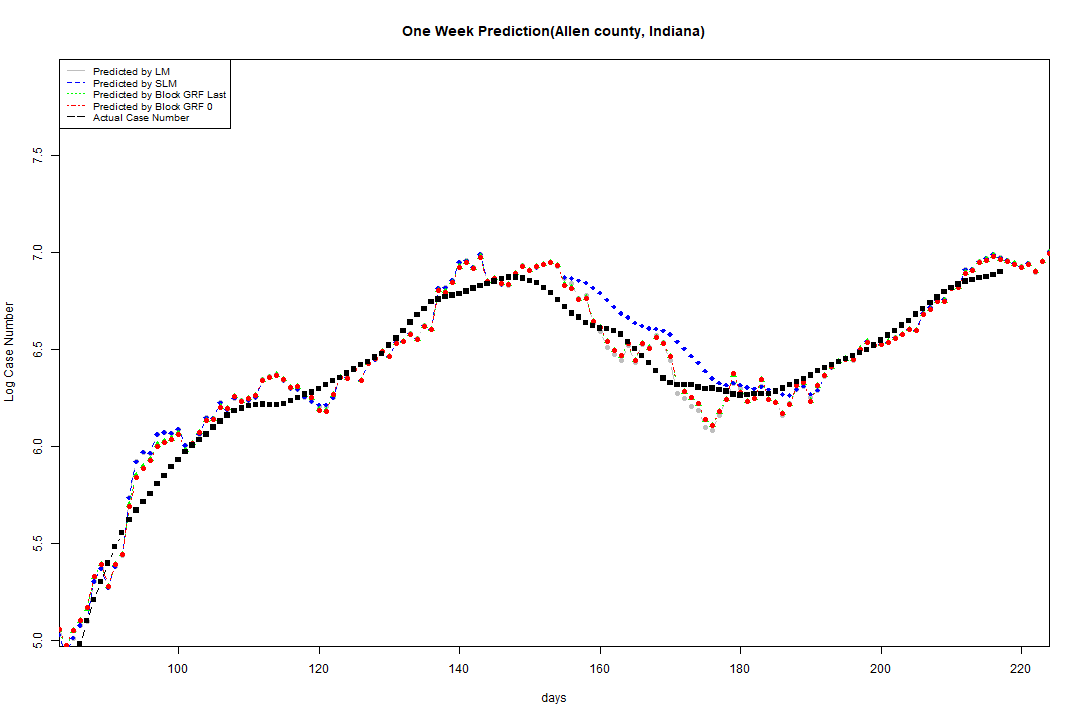 One Week Prediction(Allen county, Indiana)
Predicted by LM
Predicted by SLM
Predicted by Block GRF Last
Predicted by Block GRF 0
Actual Case Number
Log Case Number
7.5
7.0
6.5
6.0
5.5
5.0
100 120 140 160 180 200 220
days